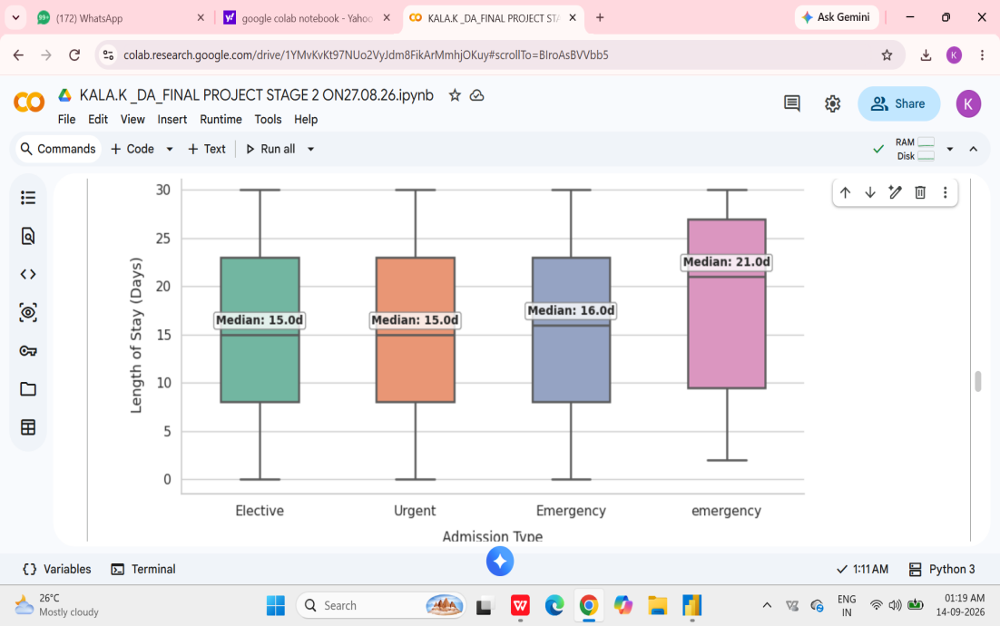 (172) WhatsApp
google colab notebook - Yahoo
KALA.K _DA_FINAL PROJECT STA
Ask Gemini
colab.research.google.com/drive/1YMvKvKt97NUo2VyJdm8FikArMmhjOKuy#scrollTo=BIroAsBVVbb5
K
KALA.K _DA_FINAL PROJECT STAGE 2 ON27.08.26.ipynb
File Edit View Insert Runtime Tools Help
Share
K
Commands + Code + Text Run all
RAM
Disk
30
25
20
15
10
5
0
Length of Stay (Days)
Median: 15.0d
Median: 15.0d
Median: 16.0d
Median: 21.0d
Elective Urgent Emergency emergency
Admission Type
Variables Terminal
1:11 AM Python 3
26°C
Mostly cloudy
Search
ENG
IN
01:19 AM
14-09-2026